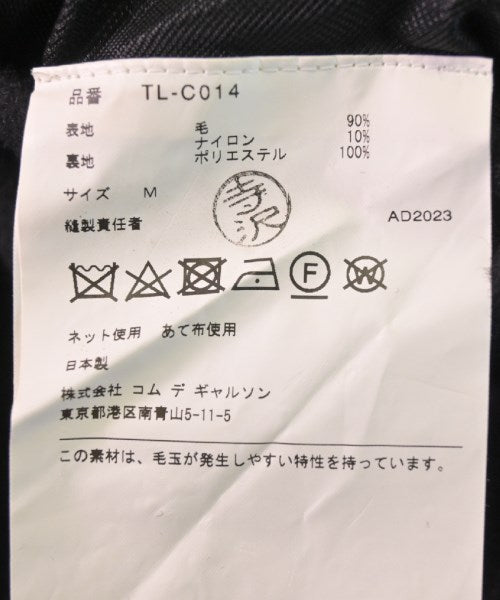 品番 TL-C014
表地 毛 90%
ナイロン 10%
裏地 ポリエステル 100%
サイズ M
寺沢
縫製責任者 AD2023
F W
ネット使用 あて布使用
日本製
株式会社 コム デ ギャルソン
東京都港区南青山5-11-5
この素材は、毛玉が発生しやすい特性を持っています。